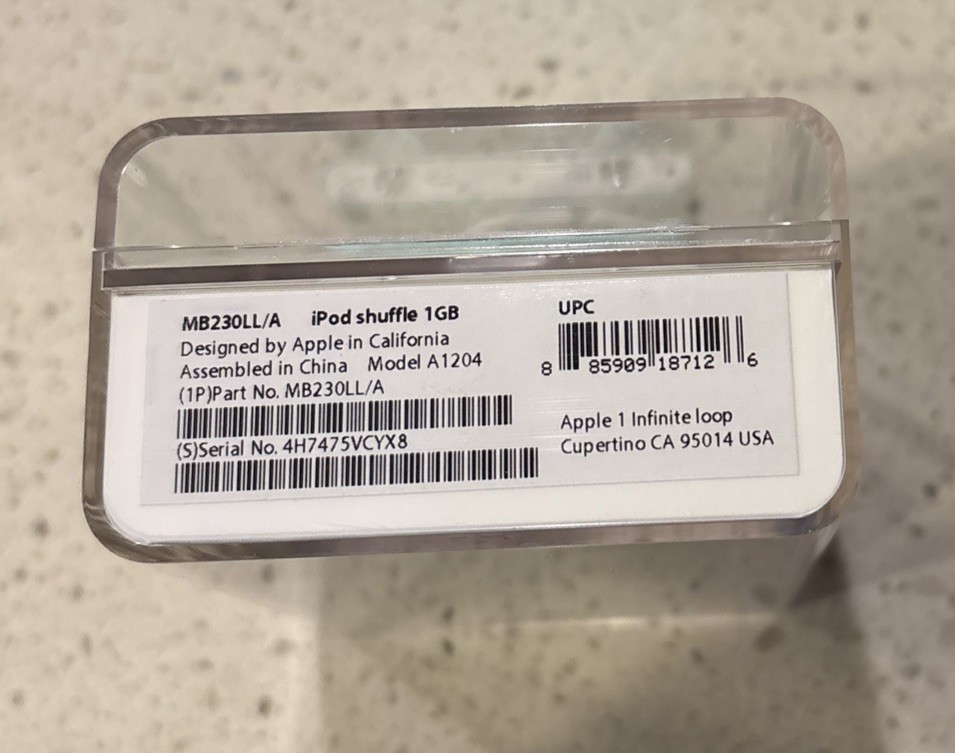 MB230LL/A iPod shuffle 1GB
Designed by Apple in California
Assembled in China Model A1204
(1P)Part No. MB230LL/A
(S)Serial No. 4H7475VCYX8
UPC
8 85909 18712 6
Apple 1 Infinite loop
Cupertino CA 95014 USA